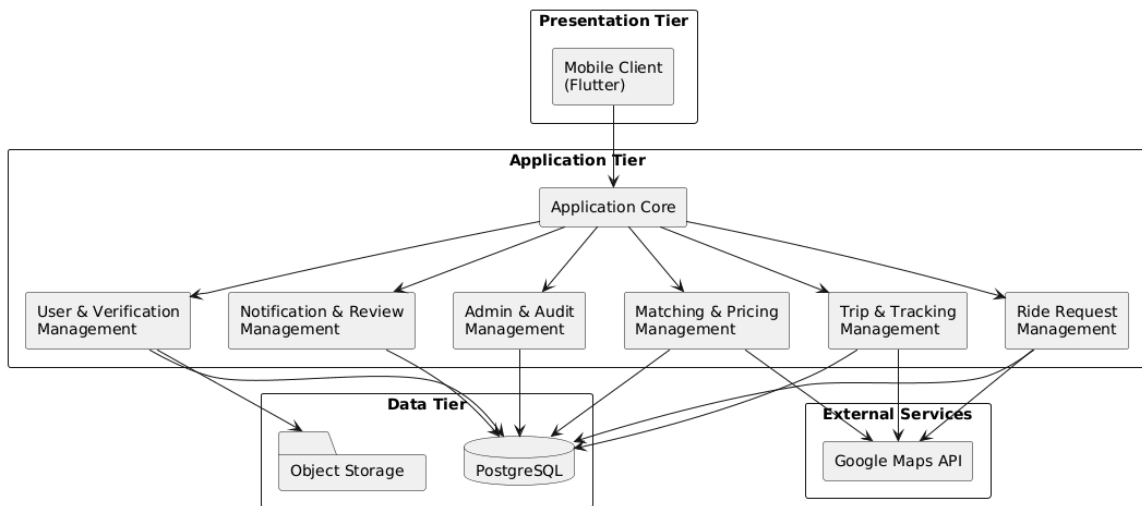 Presentation Tier
Mobile Client
(Flutter)
Application Tier
Application Core
User & Verification
Management
Notification & Review
Management
Admin & Audit
Management
Matching & Pricing
Management
Trip & Tracking
Management
Ride Request
Management
Data Tier
Object Storage
PostgreSQL
External Services
Google Maps API